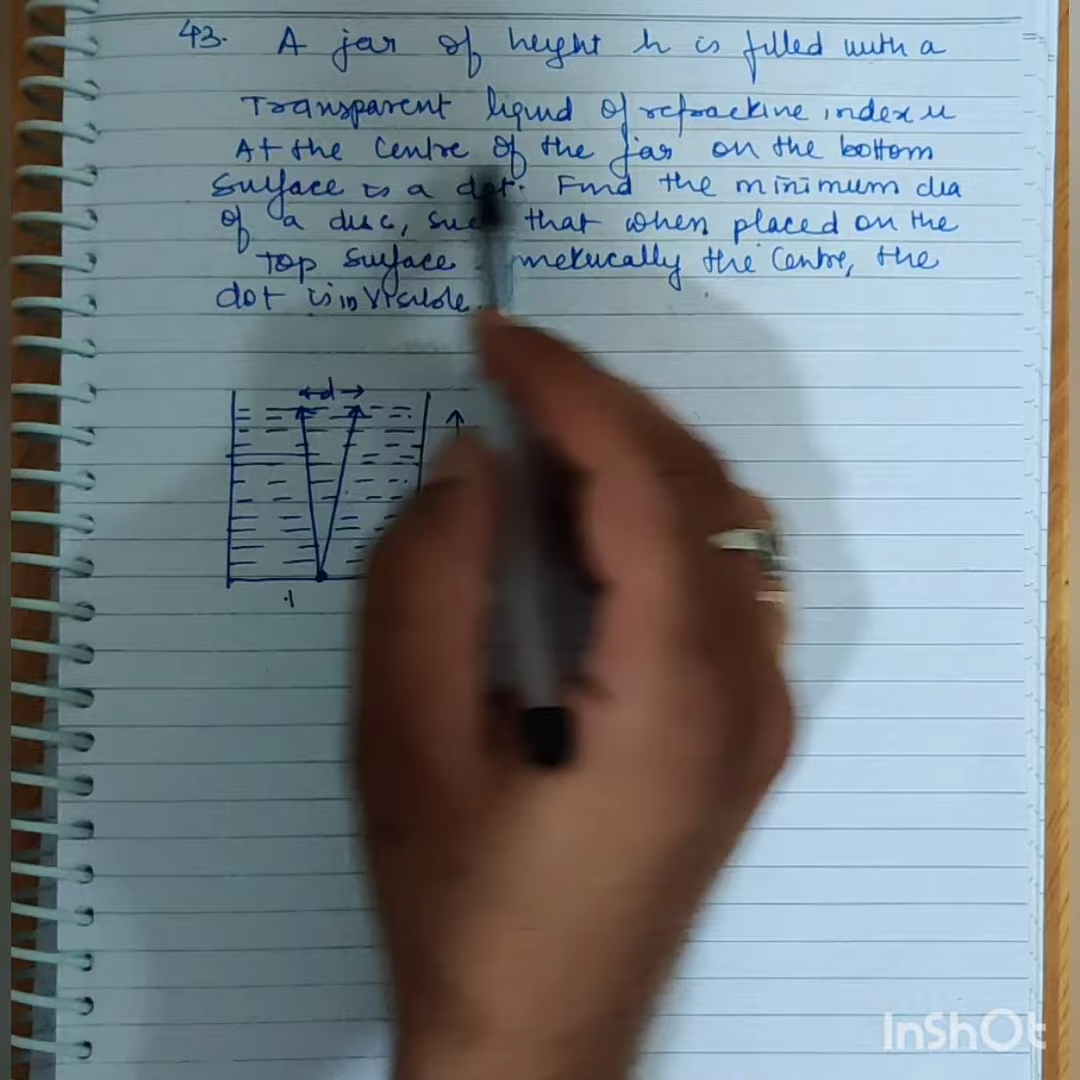 43. A jar of height h is filled with a
Transparent liquid of refractive index μ
At the centre of the jar on the bottom
Surface is a dot. Find the minimum dia
of a disc, such that when placed on the
Top Surface the Centre, the
dot is invisible.
d
InShOt